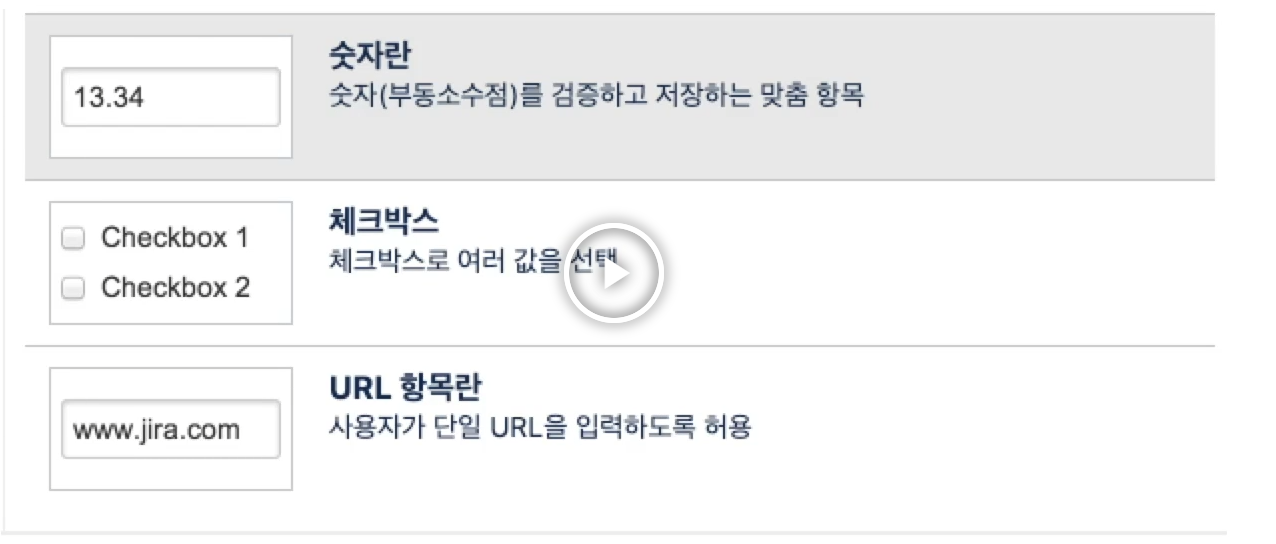 13.34
숫자란
숫자(부동소수점)를 검증하고 저장하는 맞춤 항목
Checkbox 1
Checkbox 2
체크박스
체크박스로 여러 값을 선택
www.jira.com
URL 항목란
사용자가 단일 URL을 입력하도록 허용